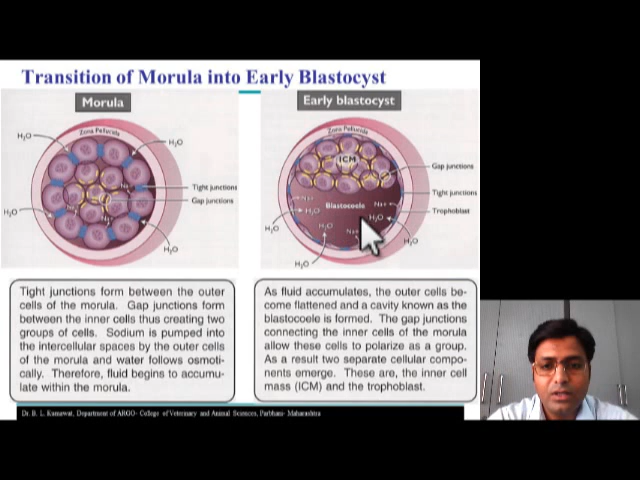 Transition of Morula into Early Blastocyst
Morula
Early blastocyst
Zona Pellucida
H₂O
H₂O
Na+
Na+
Na+
Tight junctions
Gap junctions
H₂O
H₂O
Zona Pellucida
ICM
Gap junctions
Tight junctions
Trophoblast
Na+
Blastocoele
Na+
H₂O
H₂O
H₂O
H₂O
Na+
H₂O
H₂O
Tight junctions form between the outer
cells of the morula. Gap junctions form
between the inner cells thus creating two
groups of cells. Sodium is pumped into
the intercellular spaces by the outer cells
of the morula and water follows osmoti-
cally. Therefore, fluid begins to accumu-
late within the morula.
As fluid accumulates, the outer cells be-
come flattened and a cavity known as the
blastocoele is formed. The gap junctions
connecting the inner cells of the morula
allow these cells to polarize as a group.
As a result two separate cellular compo-
nents emerge. These are, the inner cell
mass (ICM) and the trophoblast.
Dr. B. L. Kumawat, Department of ARGO- College of Veterinary and Animal Sciences, Parbhani- Maharashtra